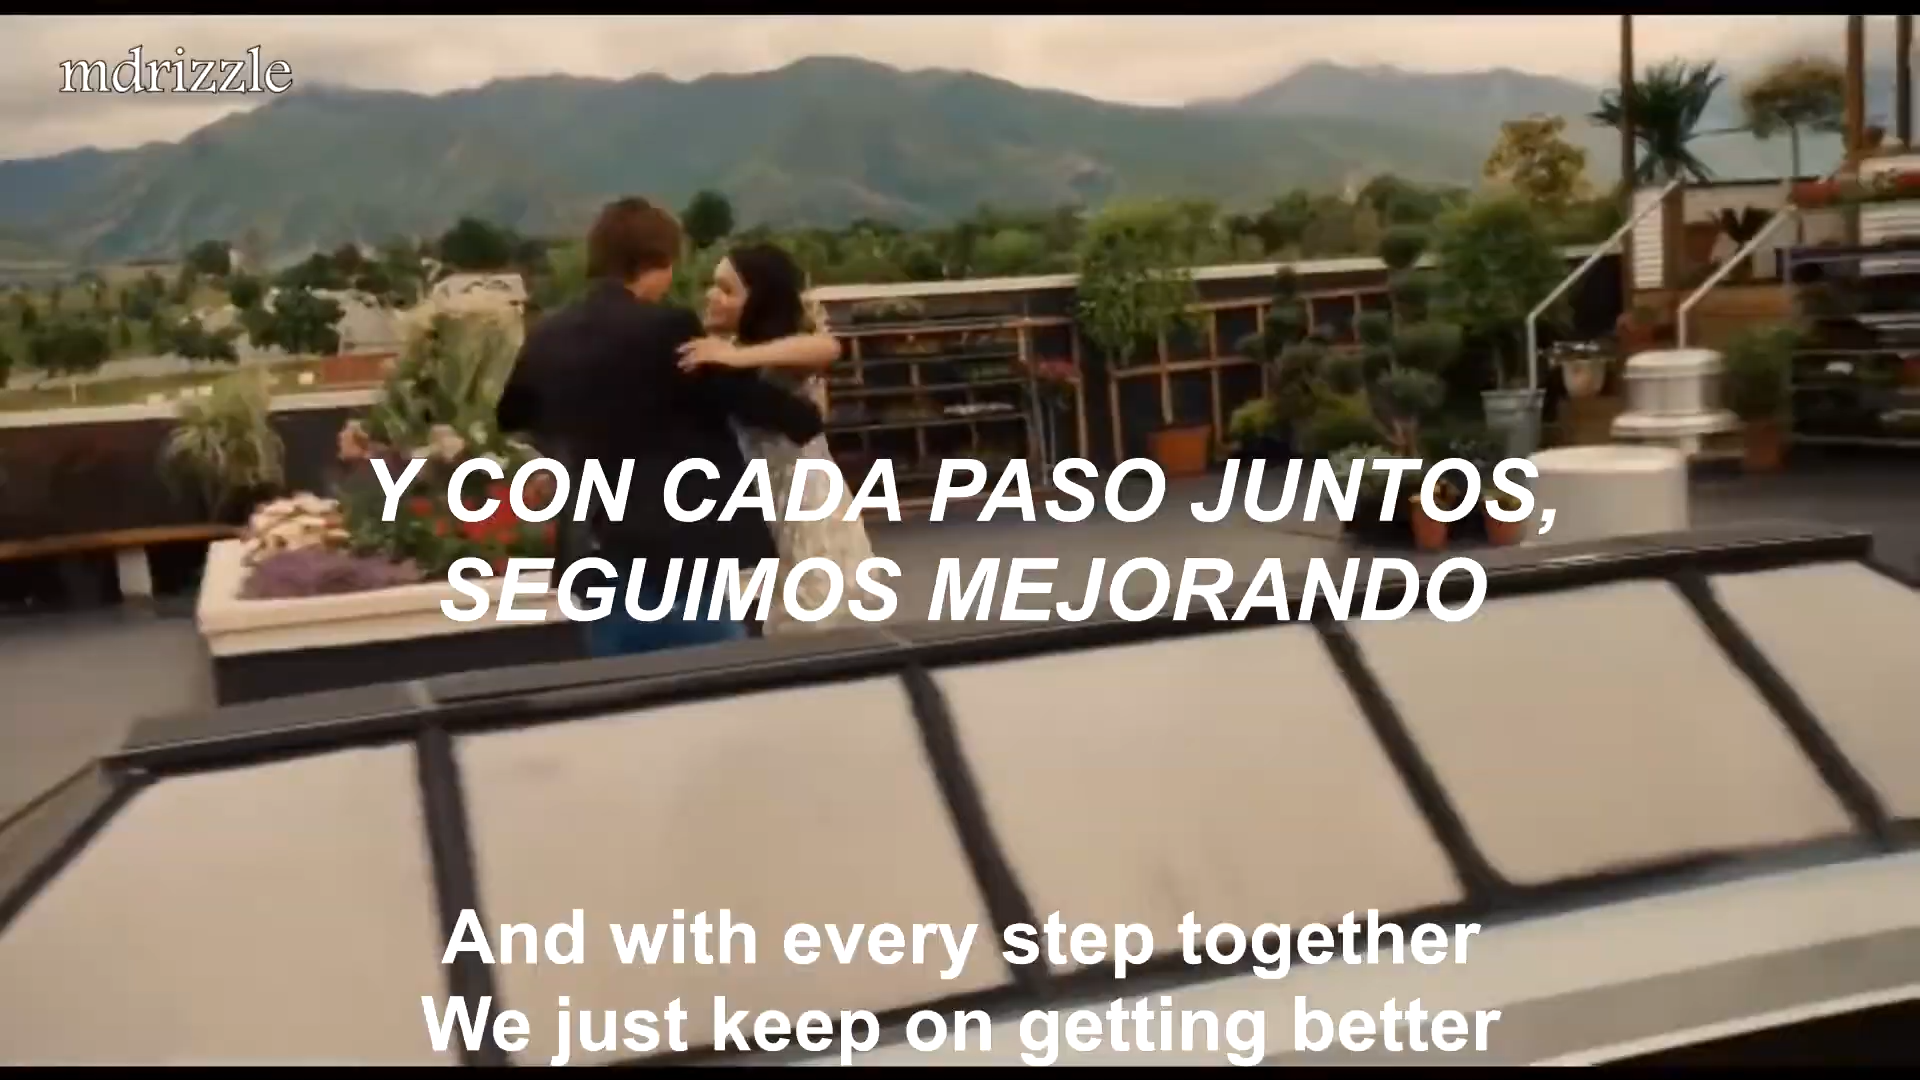 mdrizzle
Y CON CADA PASO JUNTOS,
SEGUIMOS MEJORANDO
And with every step together
We just keep on getting better